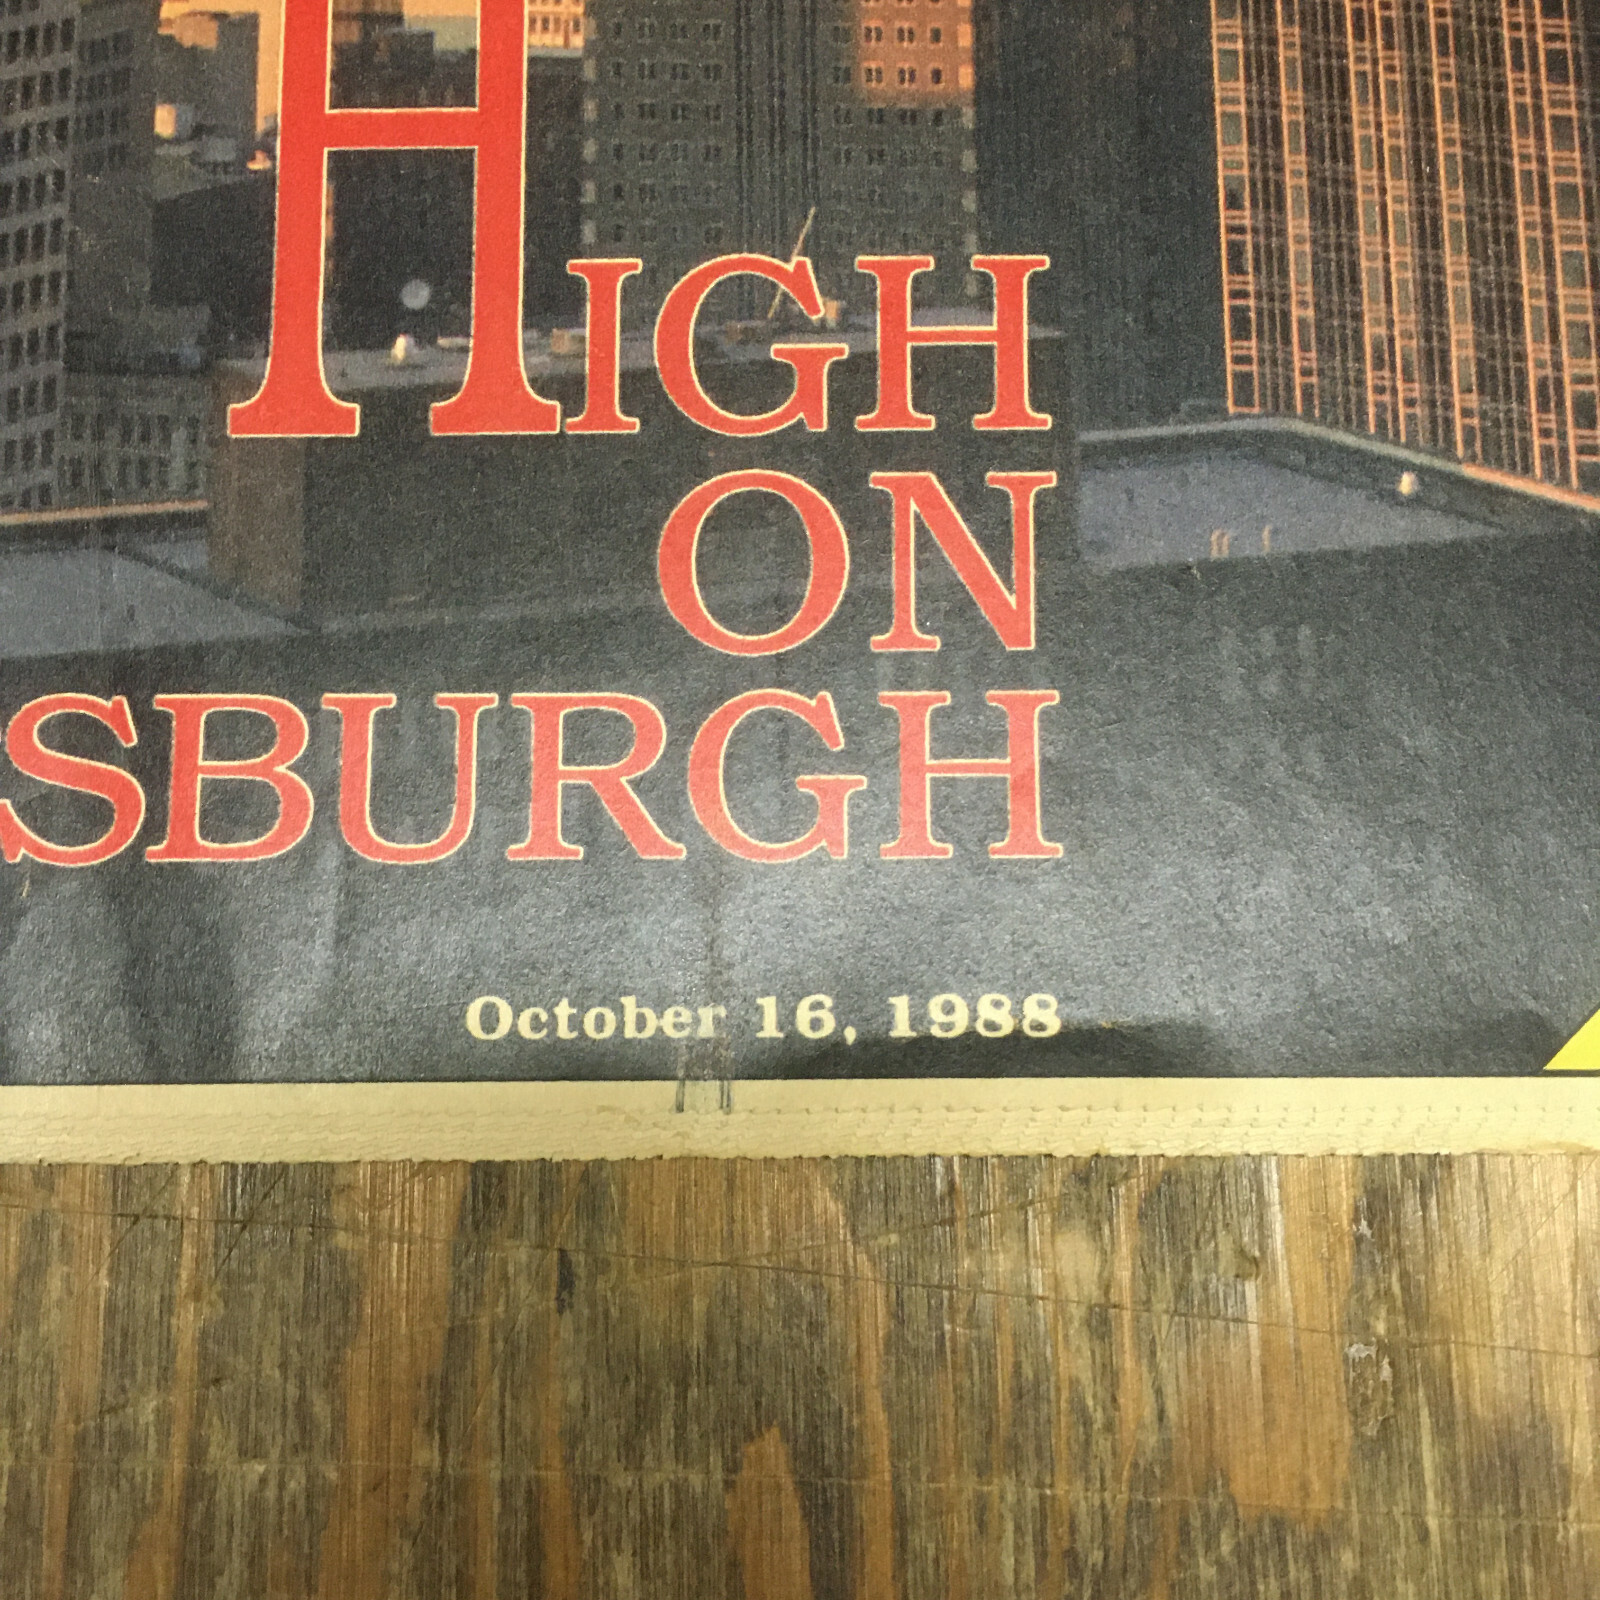 HIGH
ON
SBURGH
October 16, 1988